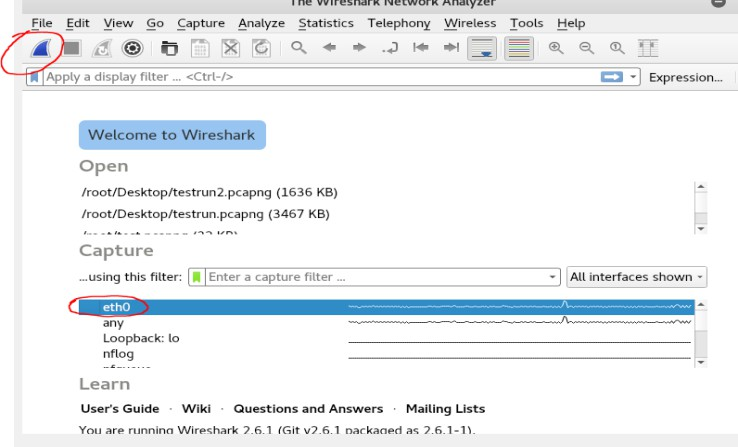 The Wireshark Network Analyzer
File Edit View Go Capture Analyze Statistics Telephony Wireless Tools Help
Apply a display filter ... <Ctrl-/> Expression...
Welcome to Wireshark
Open
/root/Desktop/testrun2.pcapng (1636 KB)
/root/Desktop/testrun.pcapng (3467 KB)
Capture
...using this filter: Enter a capture filter ... All interfaces shown
eth0
any
Loopback: lo
nflog
Learn
User's Guide · Wiki · Questions and Answers · Mailing Lists
You are running Wireshark 2.6.1 (Git v2.6.1 packaged as 2.6.1-1).